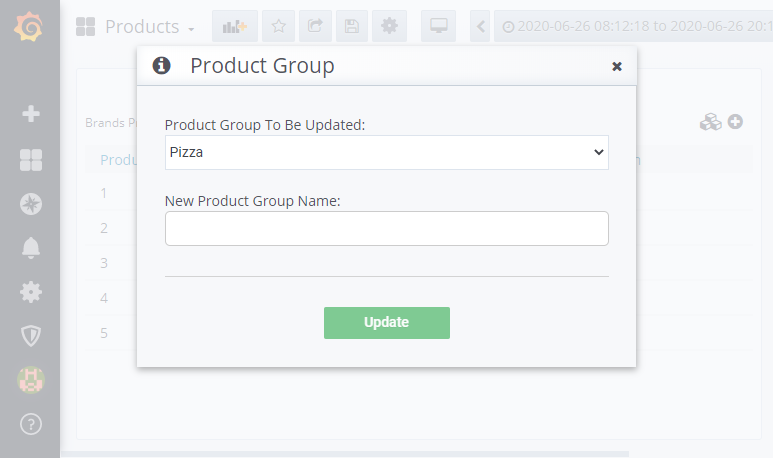 Products
2020-06-26 08:12:18 to 2020-06-26 20:1
Product Group
Brands P
Product Group To Be Updated:
Pizza
Produ
1
New Product Group Name:
2
3
4
5
Update